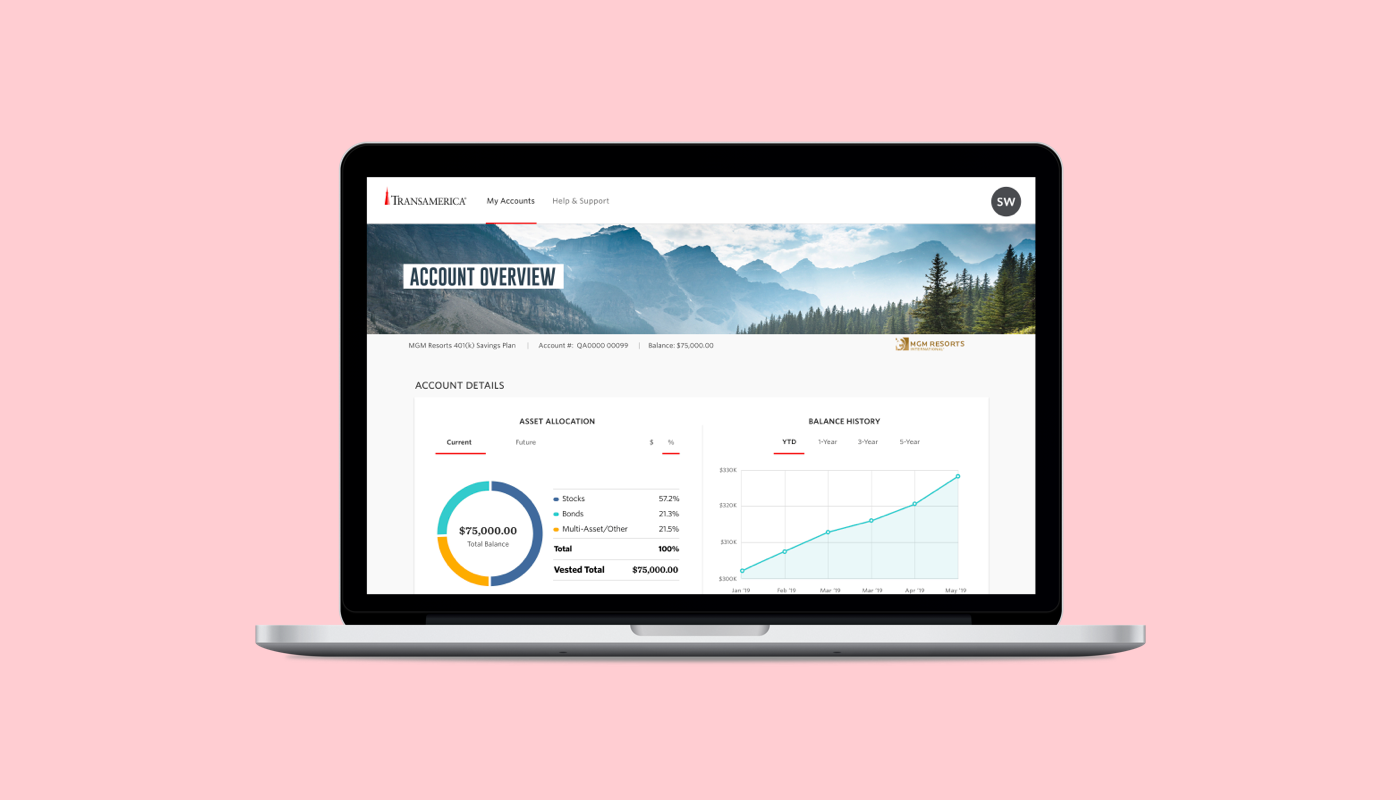 TRANSAMERICA®
My Accounts
Help & Support
SW
ACCOUNT OVERVIEW
MGM Resorts 401(k) Savings Plan | Account #: QA0000 00099 | Balance: $75,000.00
MGM RESORTS
INTERNATIONAL
ACCOUNT DETAILS
ASSET ALLOCATION
Current
Future
$
%
$75,000.00
Total Balance
Stocks 57.2%
Bonds 21.3%
Multi-Asset/Other 21.5%
Total 100%
Vested Total $75,000.00
BALANCE HISTORY
YTD
1-Year
3-Year
5-Year
$330K
$320K
$310K
$300K
Jan '19
Feb '19
Mar '19
Mar '19
Apr '19
May '19